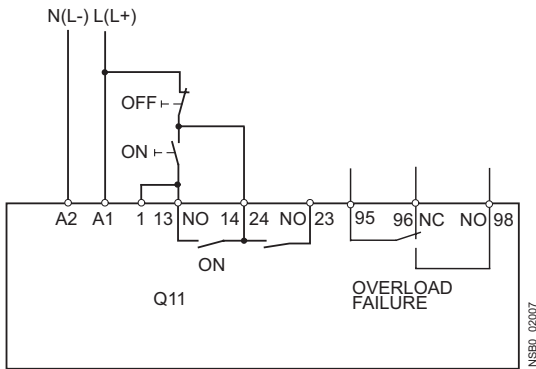 N(L-) L(L+)
OFF
ON
A2 A1 1 13 NO 14 24 NO 23 95 96 NC NO 98
ON
Q11
OVERLOAD
FAILURE
NSB0_02007